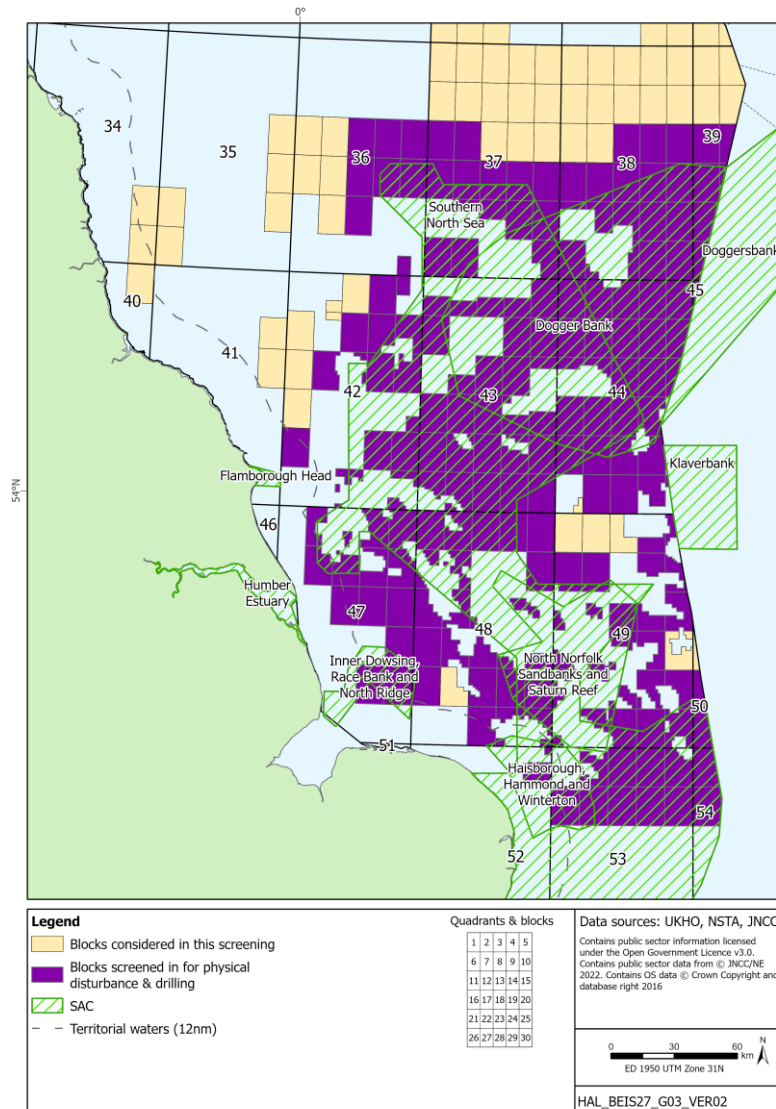 0°
34
35
36
37
38
39
Southern
North Sea
Doggersbank
40
45
Dogger Bank
41
42
43
44
Flamborough Head
Klaverbank
54°N
46
Humber
Estuary
47
48
49
Inner Dowsing,
Race Bank and
North Ridge
North Norfolk
Sandbanks and
Saturn Reef
50
51
Haisborough,
Hammond and
Winterton
54
52
53
Legend
Blocks considered in this screening
Blocks screened in for physical
disturbance & drilling
SAC
Territorial waters (12nm)
Quadrants & blocks
1 2 3 4 5
6 7 8 9 10
11 12 13 14 15
16 17 18 19 20
21 22 23 24 25
26 27 28 29 30
Data sources: UKHO, NSTA, JNCC
Contains public sector information licensed
under the Open Government Licence v3.0.
Contains public sector data from © JNCC/NE
2022. Contains OS data © Crown Copyright and
database right 2016
0 30 60
km
N
ED 1950 UTM Zone 31N
HAL_BEIS27_G03_VER02